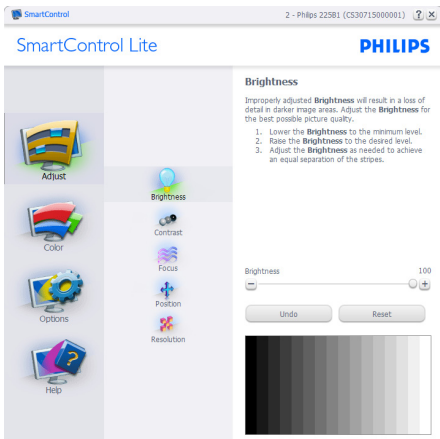 SmartControl
2 - Philips 225B1 (CS30715000001)
SmartControl Lite
PHILIPS
Adjust
Color
Options
Help
Brightness
Contrast
Focus
Position
Resolution
Brightness
Improperly adjusted Brightness will result in a loss of
detail in darker image areas. Adjust the Brightness for
the best possible picture quality.
1. Lower the Brightness to the minimum level.
2. Raise the Brightness to the desired level.
3. Adjust the Brightness as needed to achieve
an equal separation of the stripes.
Brightness 100
Undo Reset